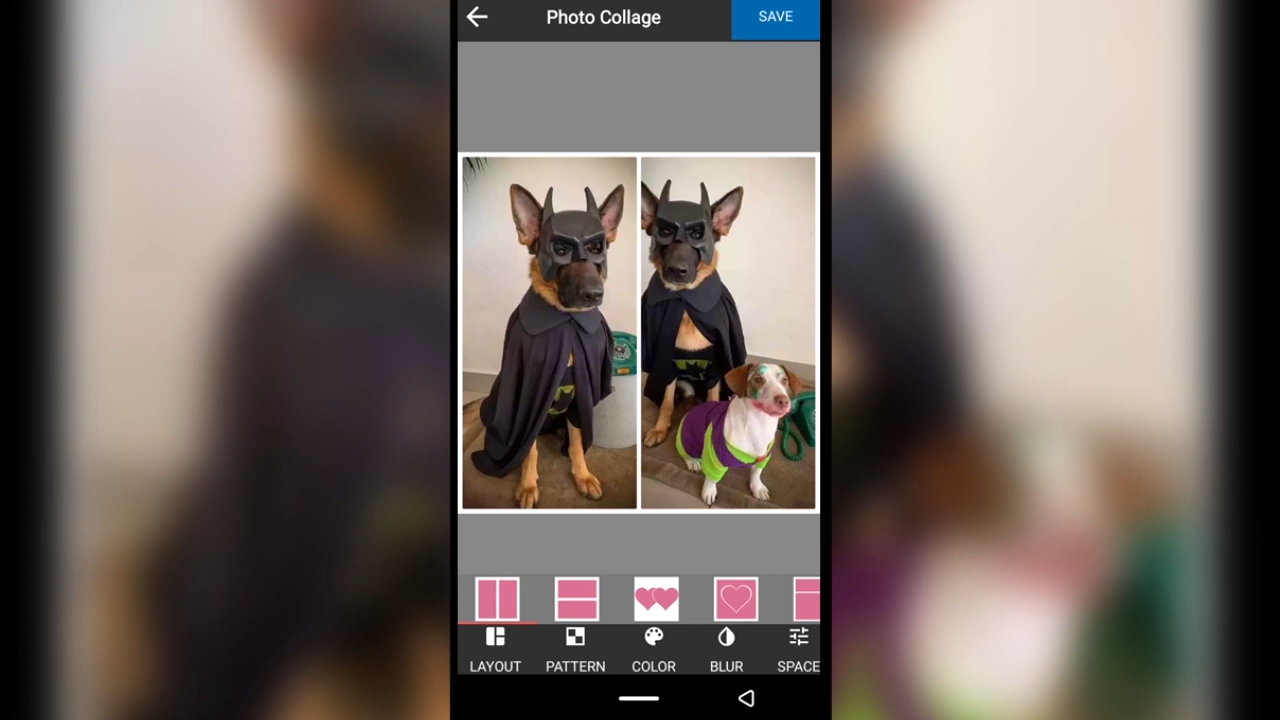 Photo Collage
SAVE
LAYOUT
PATTERN
COLOR
BLUR
SPACE